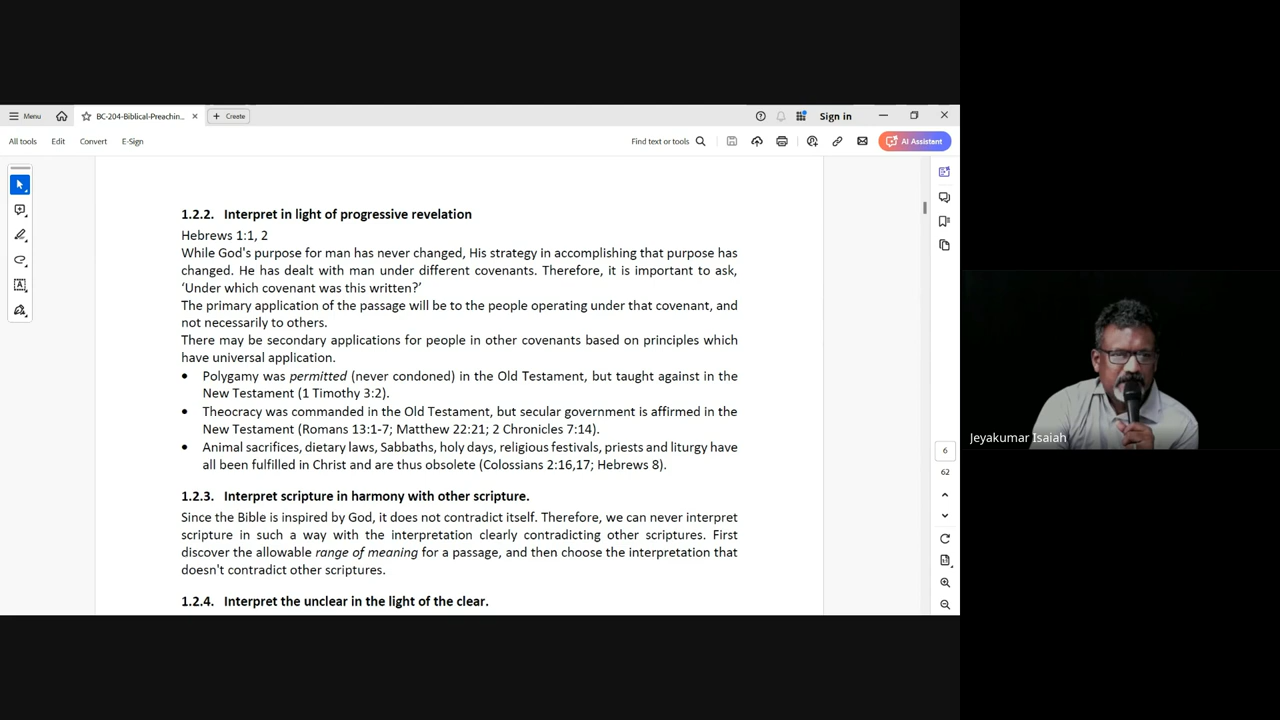 Menu
BC-204-Biblical-Preachin...
Create
Sign in
All tools
Edit
Convert
E-Sign
Find text or tools
AI Assistant
1.2.2. Interpret in light of progressive revelation
Hebrews 1:1, 2
While God's purpose for man has never changed, His strategy in accomplishing that purpose has
changed. He has dealt with man under different covenants. Therefore, it is important to ask,
‘Under which covenant was this written?’
The primary application of the passage will be to the people operating under that covenant, and
not necessarily to others.
There may be secondary applications for people in other covenants based on principles which
have universal application.
• Polygamy was permitted (never condoned) in the Old Testament, but taught against in the
New Testament (1 Timothy 3:2).
• Theocracy was commanded in the Old Testament, but secular government is affirmed in the
New Testament (Romans 13:1-7; Matthew 22:21; 2 Chronicles 7:14).
• Animal sacrifices, dietary laws, Sabbaths, holy days, religious festivals, priests and liturgy have
all been fulfilled in Christ and are thus obsolete (Colossians 2:16,17; Hebrews 8).
1.2.3. Interpret scripture in harmony with other scripture.
Since the Bible is inspired by God, it does not contradict itself. Therefore, we can never interpret
scripture in such a way with the interpretation clearly contradicting other scriptures. First
discover the allowable range of meaning for a passage, and then choose the interpretation that
doesn't contradict other scriptures.
1.2.4. Interpret the unclear in the light of the clear.
6
62
Jeyakumar Isaiah